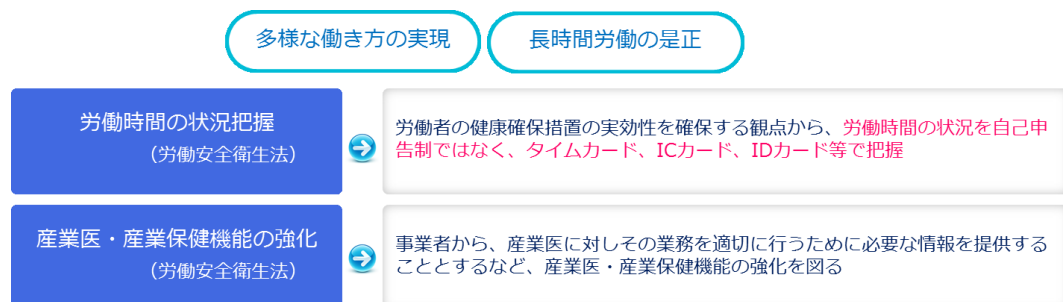 多様な働き方の実現
長時間労働の是正
労働時間の状況把握
（労働安全衛生法）
労働者の健康確保措置の実効性を確保する観点から、労働時間の状況を自己申
告制ではなく、タイムカード、ICカード、IDカード等で把握
産業医・産業保健機能の強化
（労働安全衛生法）
事業者から、産業医に対しその業務を適切に行うために必要な情報を提供する
こととするなど、産業医・産業保健機能の強化を図る